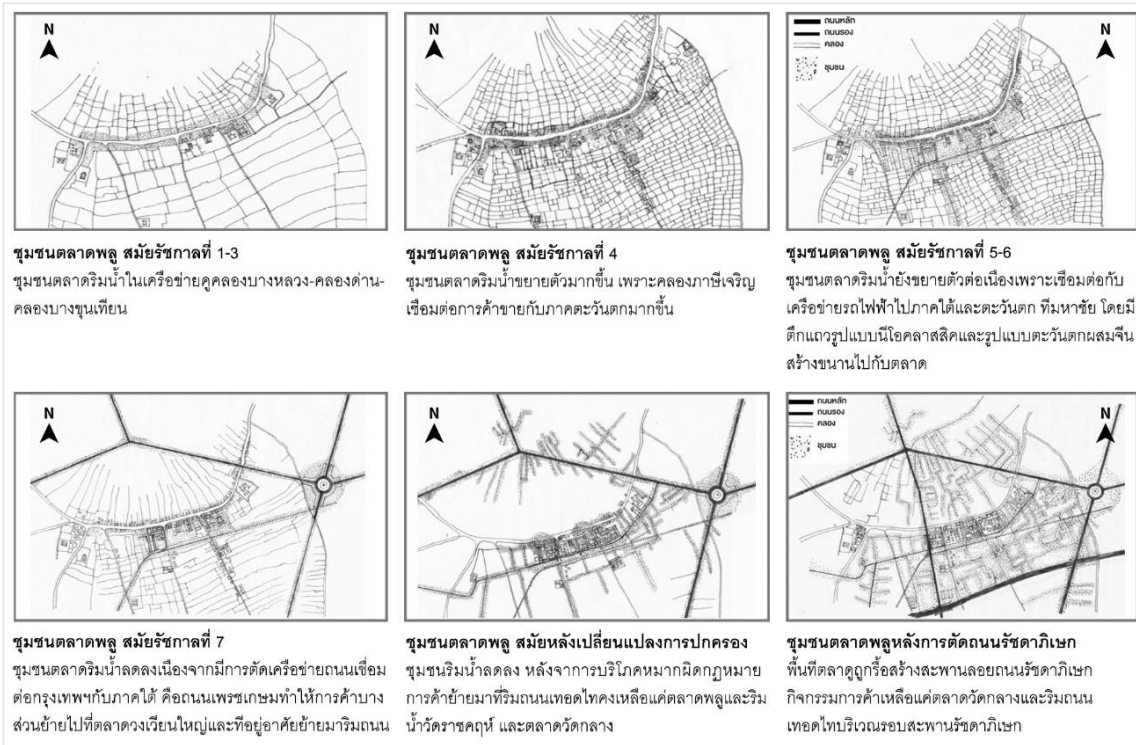 N
N
ถนนหลัก
ถนนรอง
คลอง
ชุมชน
N
ชุมชนตลาดพลู สมัยรัชกาลที่ 1-3
ชุมชนตลาดริมน้ำในเครือข่ายคูคลองบางหลวง-คลองด่าน-
คลองบางขุนเทียน
ชุมชนตลาดพลู สมัยรัชกาลที่ 4
ชุมชนตลาดริมน้ำขยายตัวมากขึ้น เพราะคลองภาษีเจริญ
เชื่อมต่อการค้าขายกับภาคตะวันตกมากขึ้น
ชุมชนตลาดพลู สมัยรัชกาลที่ 5-6
ชุมชนตลาดริมน้ำยังขยายตัวต่อเนื่องเพราะเชื่อมต่อกับ
เครือข่ายรถไฟฟ้าไปภาคใต้และตะวันตก ที่มหาชัย โดยมี
ตึกแถวรูปแบบนีโอคลาสสิคและรูปแบบตะวันตกผสมจีน
สร้างขนานไปกับตลาด
N
N
ถนนหลัก
ถนนรอง
คลอง
ชุมชน
N
ชุมชนตลาดพลู สมัยรัชกาลที่ 7
ชุมชนตลาดริมน้ำลดลงเนื่องจากมีการตัดเครือข่ายถนนเชื่อม
ต่อกรุงเทพฯกับภาคใต้ คือถนนเพชรเกษมทำให้การค้าบาง
ส่วนย้ายไปที่ตลาดวงเวียนใหญ่และที่อยู่อาศัยย้ายมาริมถนน
ชุมชนตลาดพลู สมัยหลังเปลี่ยนแปลงการปกครอง
ชุมชนริมน้ำลดลง หลังจาการบริโภคหมากผิดกฎหมาย
การค้าย้ายมาที่ริมถนนเทอดไทคงเหลือแค่ตลาดพลูและริม
น้ำวัดราชคฤห์ และตลาดวัดกลาง
ชุมชนตลาดพลูหลังการตัดถนนรัชดาภิเษก
พื้นที่ตลาดถูกรื้อสร้างสะพานลอยถนนรัชดาภิเษก
กิจกรรมการค้าเหลือแค่ตลาดวัดกลางและริมถนน
เทอดไทบริเวณรอบสะพานรัชดาภิเษก